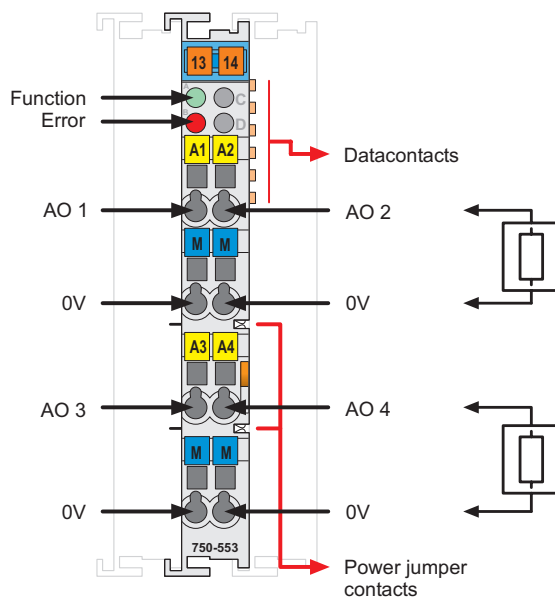 13 14
A
Function
C
Error
B
D
A1 A2
Datacontacts
AO 1
AO 2
M M
0V
0V
A3 A4
AO 3
AO 4
M M
0V
0V
750-553
Power jumper
contacts